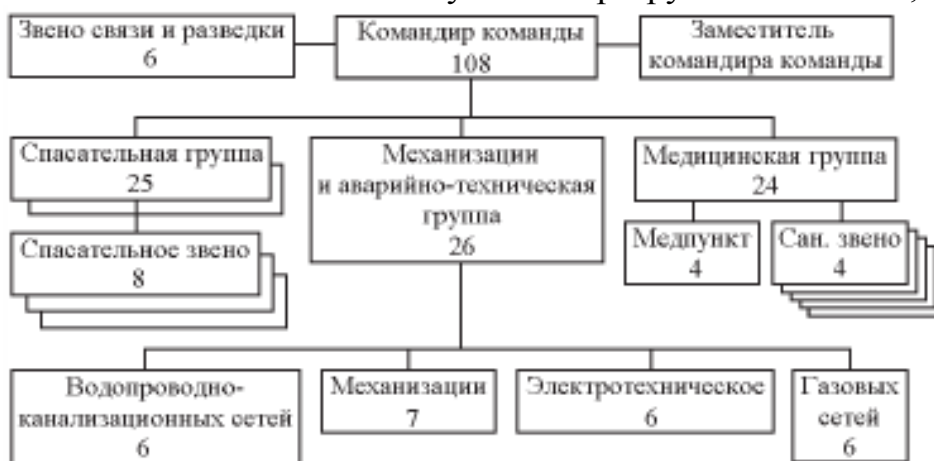 Звено связи и разведки
6
Командир команды
108
Заместитель
командира команды
Спасательная группа
25
Механизации
и аварийно-техническая
группа
26
Медицинская группа
24
Спасательное звено
8
Медпункт
4
Сан. звено
4
Водопроводно-
канализационных сетей
6
Механизации
7
Электротехническое
6
Газовых
сетей
6